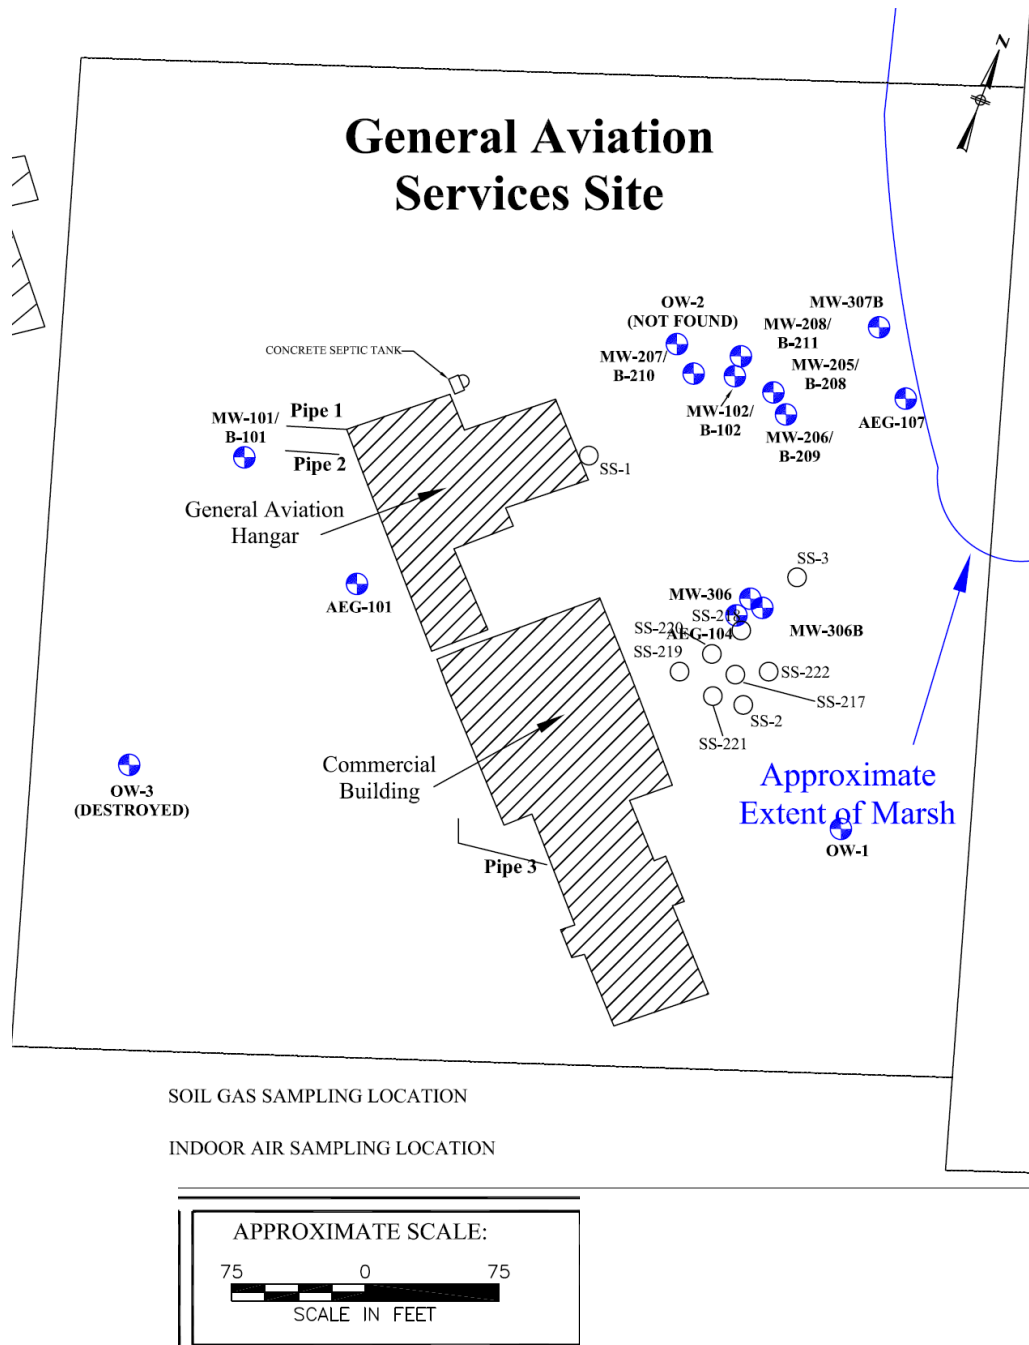 N
General Aviation
Services Site
OW-2
(NOT FOUND)
MW-307B
MW-208/
B-211
MW-207/
B-210
MW-205/
B-208
CONCRETE SEPTIC TANK
MW-101/
B-101
Pipe 1
Pipe 2
MW-102/
B-102
AEG-107
MW-206/
B-209
SS-1
General Aviation
Hangar
SS-3
AEG-101
MW-306
SS-218
SS-220
AEG-104
MW-306B
SS-219
SS-222
SS-217
SS-2
SS-221
Commercial
Building
Approximate
Extent of Marsh
OW-3
(DESTROYED)
OW-1
Pipe 3
SOIL GAS SAMPLING LOCATION
INDOOR AIR SAMPLING LOCATION
APPROXIMATE SCALE:
75 0 75
SCALE IN FEET